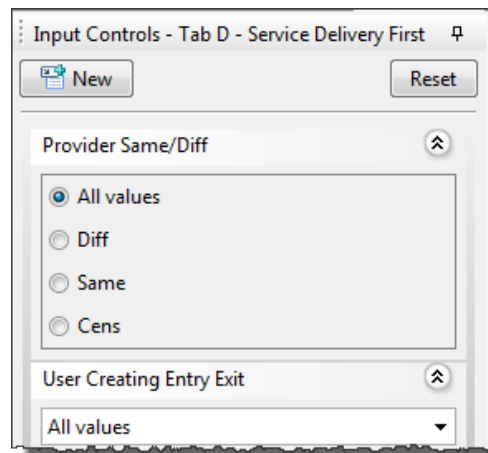 Input Controls - Tab D - Service Delivery First
New Reset
Provider Same/Diff
All values
Diff
Same
Cens
User Creating Entry Exit
All values